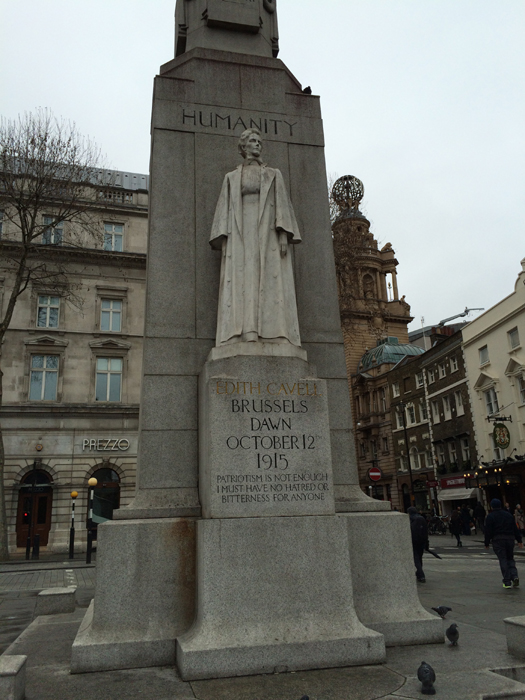 HUMANITY
EDITH CAVELL
BRUSSELS
DAWN
OCTOBER 12
1915
PATRIOTISM IS NOT ENOUGH
I MUST HAVE NO HATRED OR
BITTERNESS FOR ANYONE
PREZZO